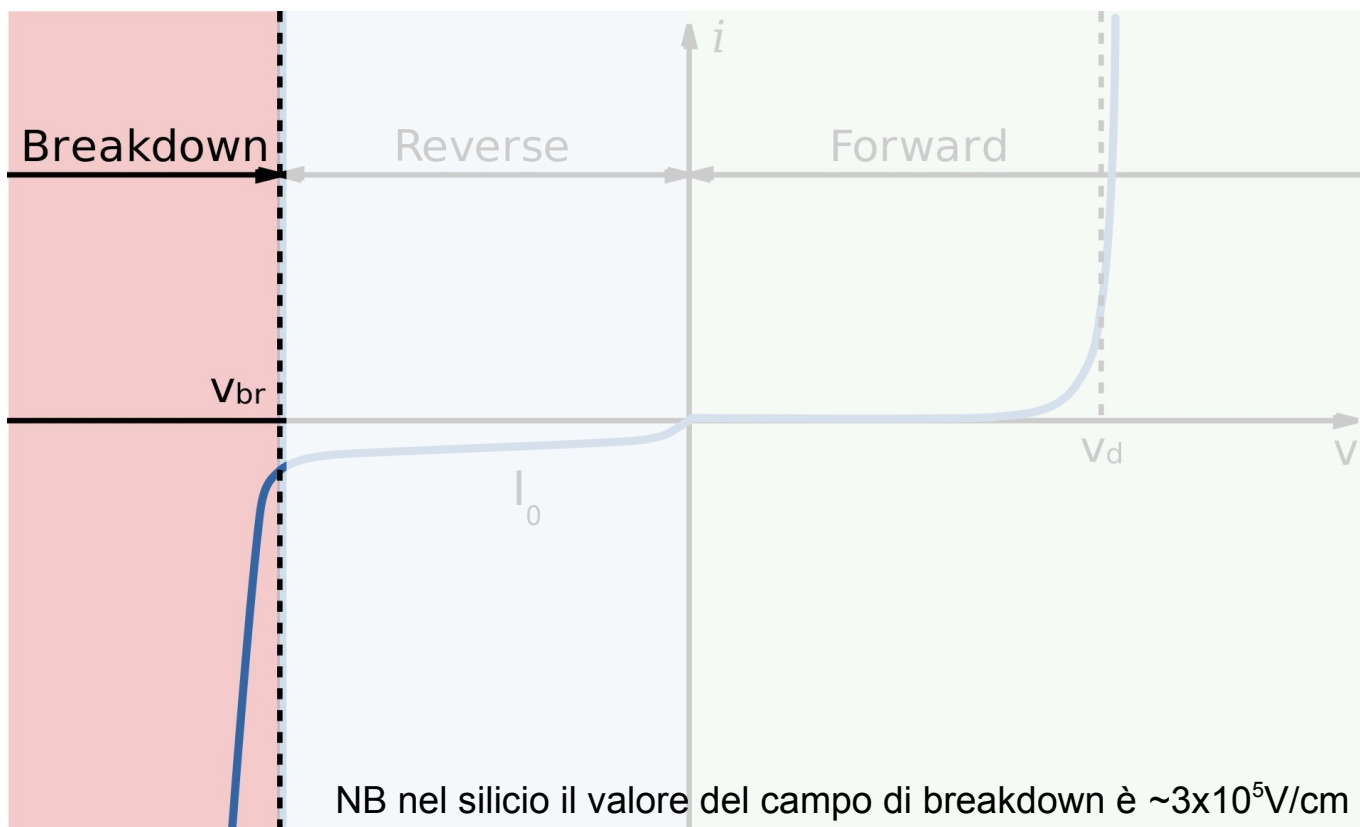 i
Breakdown
Reverse
Forward
vbr
vd
v
I0
NB nel silicio il valore del campo di breakdown è ~3x10⁵V/cm